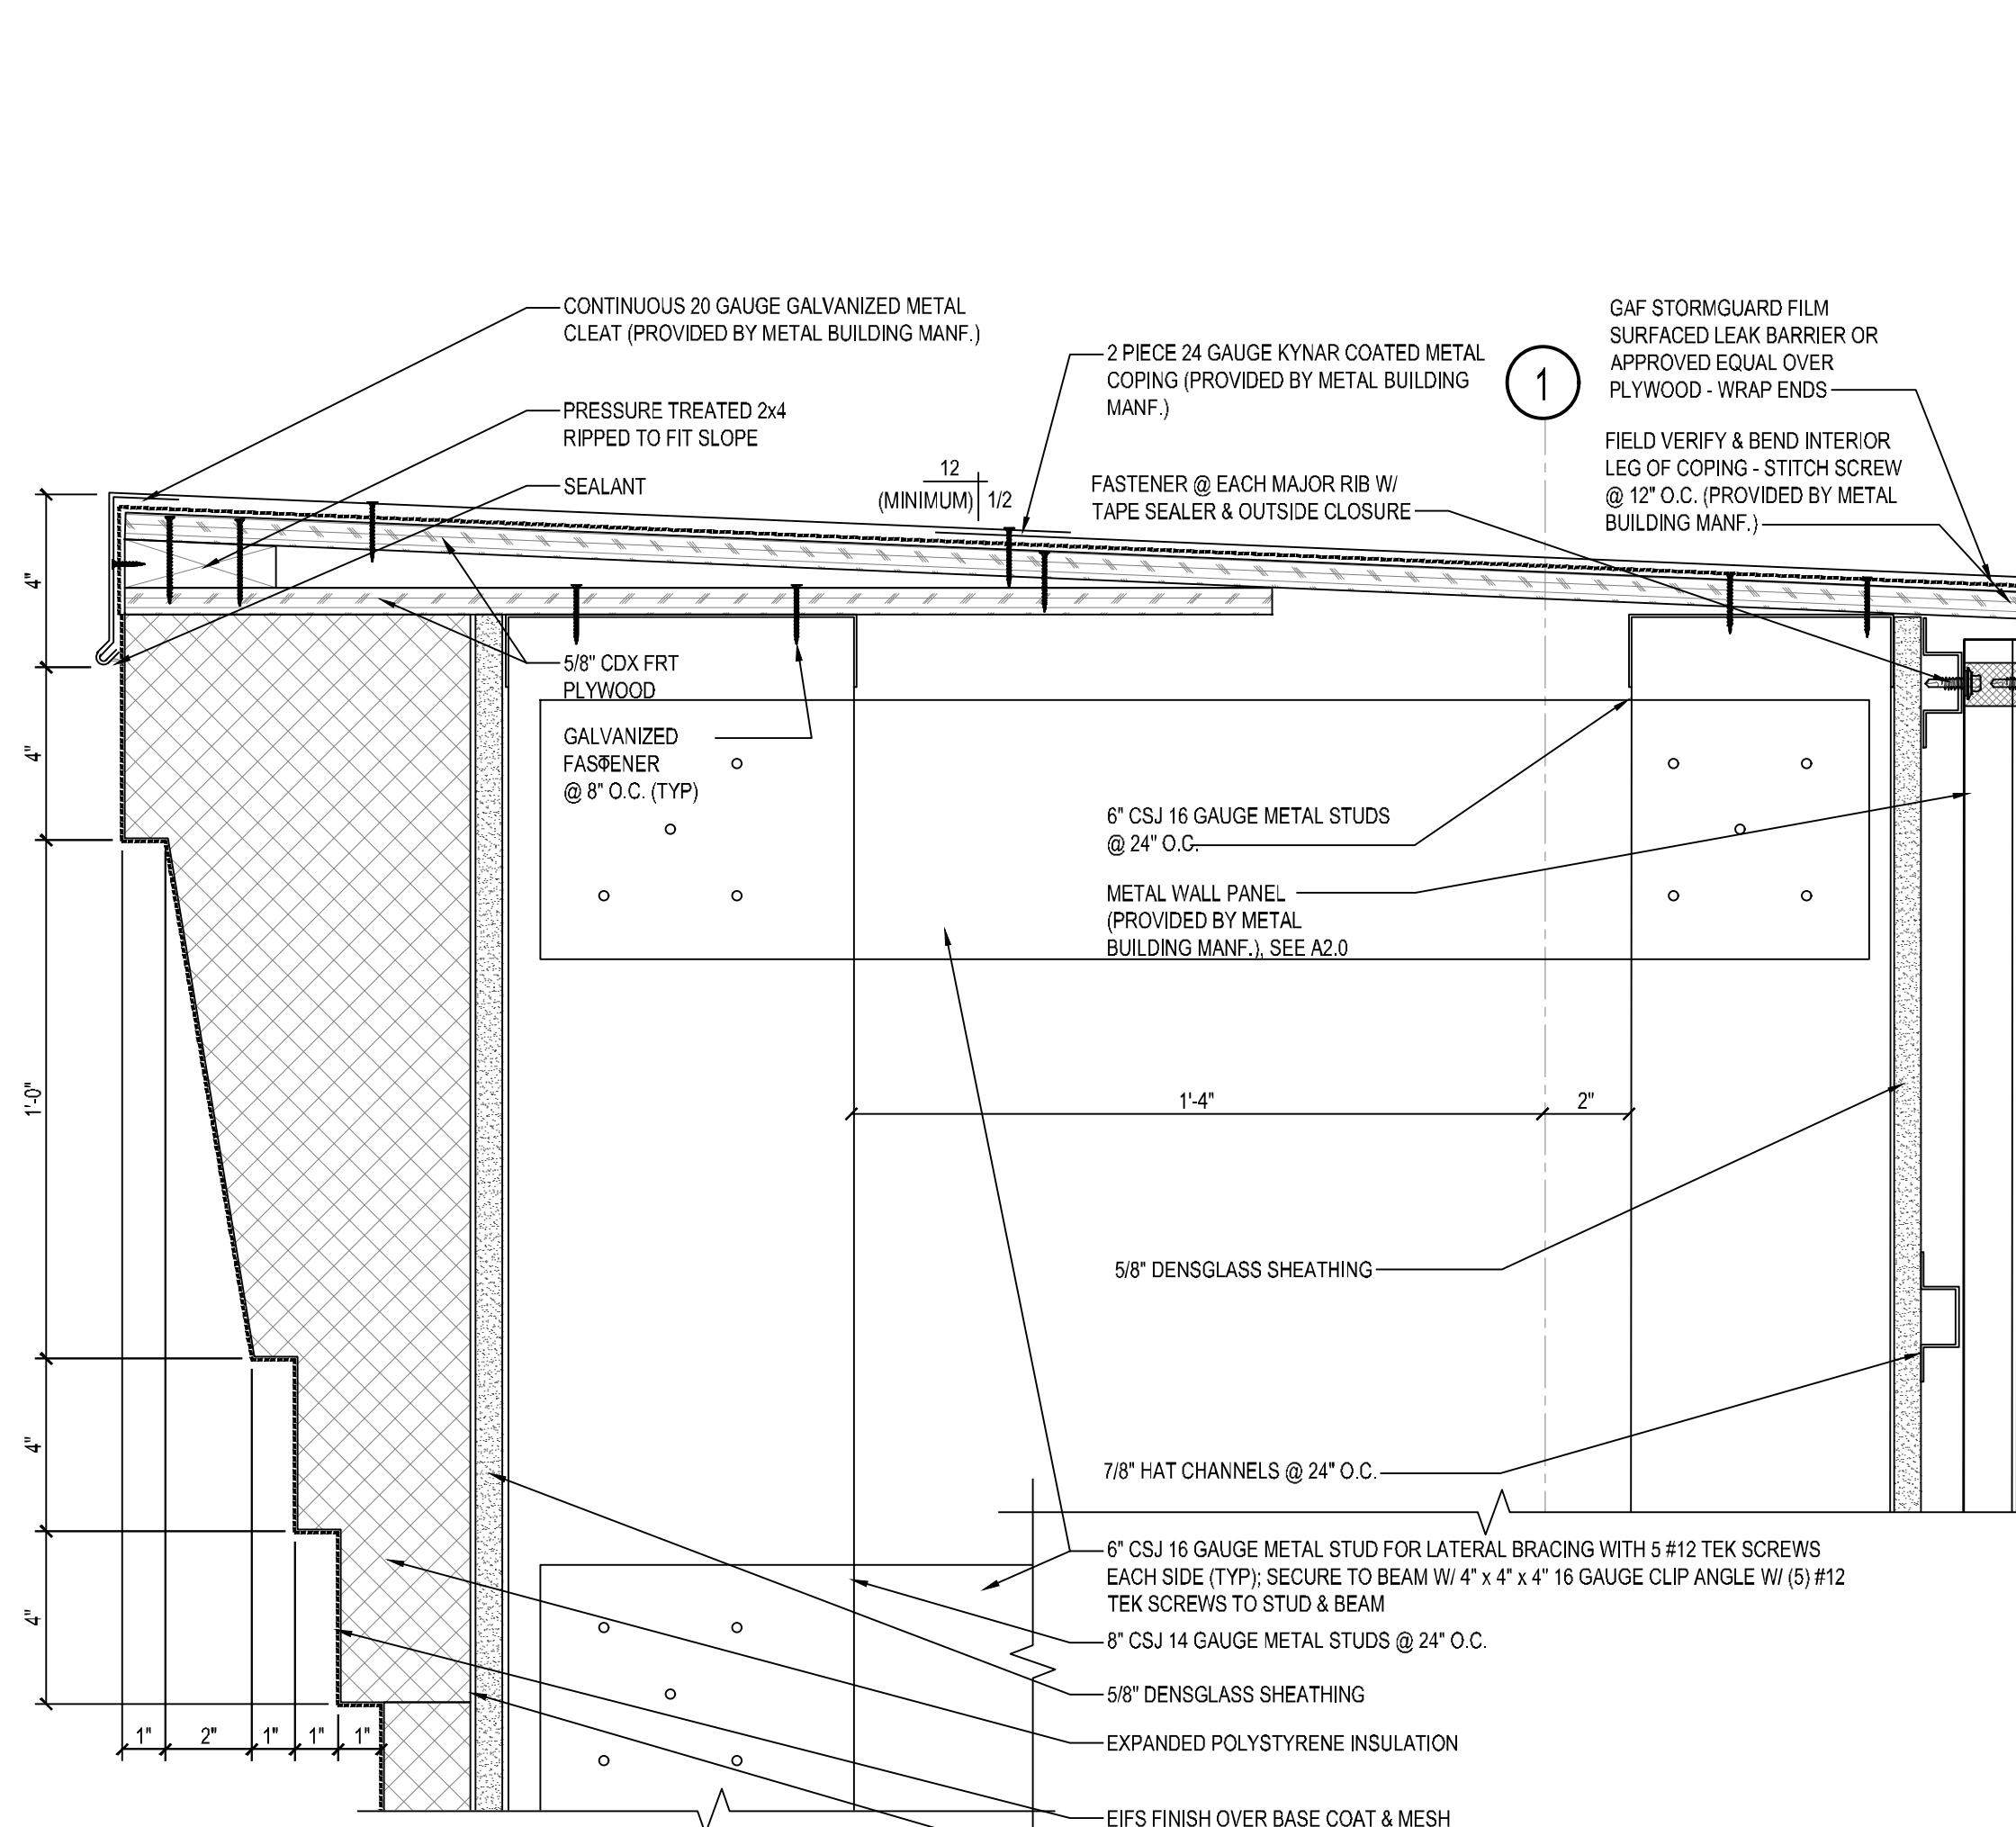 CONTINUOUS 20 GAUGE GALVANIZED METAL
CLEAT (PROVIDED BY METAL BUILDING MANF.)
PRESSURE TREATED 2x4
RIPPED TO FIT SLOPE
SEALANT
12
(MINIMUM) 1/2
2 PIECE 24 GAUGE KYNAR COATED METAL
COPING (PROVIDED BY METAL BUILDING
MANF.)
FASTENER @ EACH MAJOR RIB W/
TAPE SEALER & OUTSIDE CLOSURE
1
GAF STORMGUARD FILM
SURFACED LEAK BARRIER OR
APPROVED EQUAL OVER
PLYWOOD - WRAP ENDS
FIELD VERIFY & BEND INTERIOR
LEG OF COPING - STITCH SCREW
@ 12" O.C. (PROVIDED BY METAL
BUILDING MANF.)
4"
4"
1'-0"
4"
4"
5/8" CDX FRT
PLYWOOD
GALVANIZED
FASTENER
@ 8" O.C. (TYP)
6" CSJ 16 GAUGE METAL STUDS
@ 24" O.C.
METAL WALL PANEL
(PROVIDED BY METAL
BUILDING MANF.), SEE A2.0
1'-4"
2"
5/8" DENSGLASS SHEATHING
7/8" HAT CHANNELS @ 24" O.C.
6" CSJ 16 GAUGE METAL STUD FOR LATERAL BRACING WITH 5 #12 TEK SCREWS
EACH SIDE (TYP); SECURE TO BEAM W/ 4" x 4" x 4" 16 GAUGE CLIP ANGLE W/ (5) #12
TEK SCREWS TO STUD & BEAM
8" CSJ 14 GAUGE METAL STUDS @ 24" O.C.
5/8" DENSGLASS SHEATHING
EXPANDED POLYSTYRENE INSULATION
EIFS FINISH OVER BASE COAT & MESH
1"
2"
1"
1"
1"